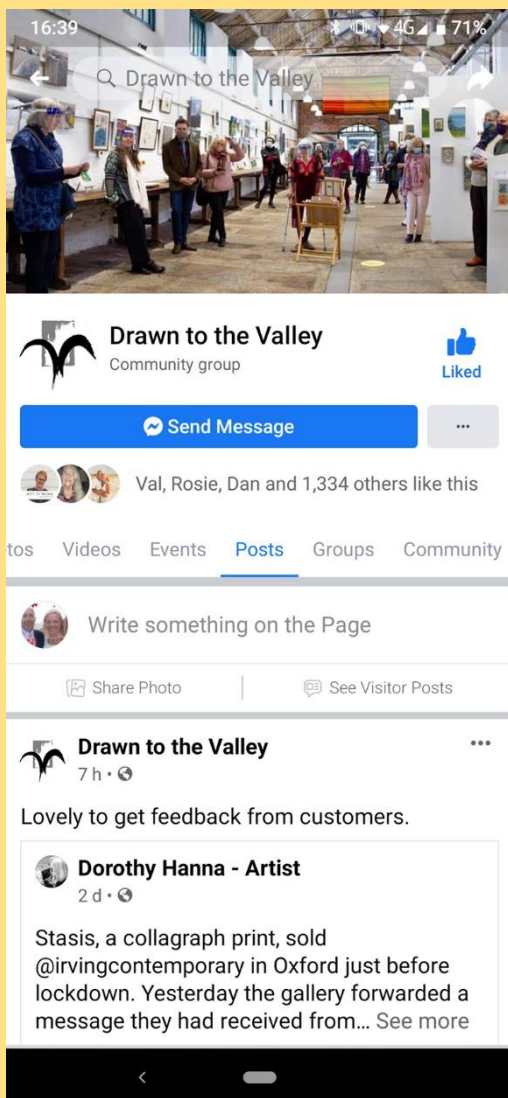 16:39 4G 71%
Drawn to the Valley
Drawn to the Valley
Community group
Liked
Send Message
Val, Rosie, Dan and 1,334 others like this
tos Videos Events Posts Groups Community
Write something on the Page
Share Photo See Visitor Posts
Drawn to the Valley
7 h
Lovely to get feedback from customers.
Dorothy Hanna - Artist
2 d
Stasis, a collagraph print, sold
@irvingcontemporary in Oxford just before
lockdown. Yesterday the gallery forwarded a
message they had received from... See more